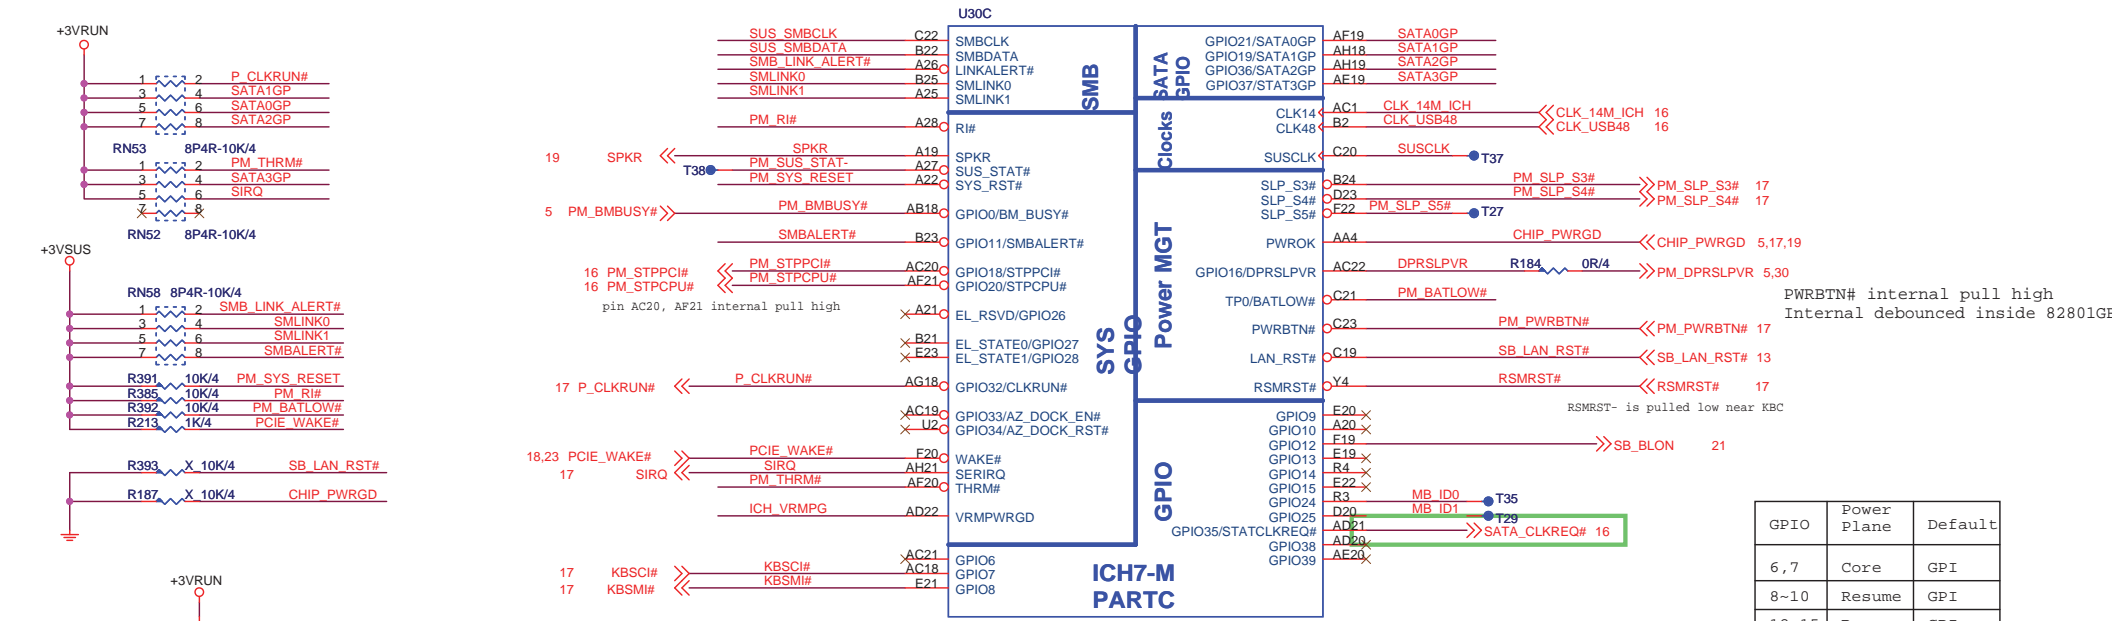 U30C
+3VRUN
1 2 P_CLKRUN#
3 4 SATA1GP
5 6 SATA0GP
7 8 SATA2GP
RN53 8P4R-10K/4
1 2 PM_THRM#
3 4 SATA3GP
5 6 SIRQ
7 8
RN52 8P4R-10K/4
+3VSUS
RN58 8P4R-10K/4
1 2 SMB_LINK_ALERT#
3 4 SMLINK0
5 6 SMLINK1
7 8 SMBALERT#
R391 10K/4 PM_SYS_RESET
R385 10K/4 PM_RI#
R392 10K/4 PM_BATLOW#
R213 1K/4 PCIE_WAKE#
R393 X_10K/4 SB_LAN_RST#
R187 X_10K/4 CHIP_PWRGD
+3VRUN
SUS_SMBCLK C22 SMBCLK
SUS_SMBDATA B22 SMBDATA
SMB_LINK_ALERT# A26 LINKALERT#
SMLINK0 B25 SMLINK0
SMLINK1 A25 SMLINK1
PM_RI# A28 RI#
19 SPKR SPKR A19 SPKR
T38 PM_SUS_STAT- A27 SUS_STAT#
PM_SYS_RESET A22 SYS_RST#
5 PM_BMBUSY# PM_BMBUSY# AB18 GPIO0/BM_BUSY#
SMBALERT# B23 GPIO11/SMBALERT#
16 PM_STPPCI# PM_STPPCI# AC20 GPIO18/STPPCI#
16 PM_STPCPU# PM_STPCPU# AF21 GPIO20/STPCPU#
pin AC20, AF21 internal pull high
A21 EL_RSVD/GPIO26
B21 EL_STATE0/GPIO27
E23 EL_STATE1/GPIO28
17 P_CLKRUN# P_CLKRUN# AG18 GPIO32/CLKRUN#
AC19 GPIO33/AZ_DOCK_EN#
U2 GPIO34/AZ_DOCK_RST#
18,23 PCIE_WAKE# PCIE_WAKE# F20 WAKE#
17 SIRQ SIRQ AH21 SERIRQ
PM_THRM# AF20 THRM#
ICH_VRMPG AD22 VRMPWRGD
AC21 GPIO6
17 KBSCI# KBSCI# AC18 GPIO7
17 KBSMI# KBSMI# E21 GPIO8
SMB
SATA
GPIO
Clocks
Power MGT
SYS
GPIO
GPIO
ICH7-M
PARTC
GPIO21/SATA0GP AF19 SATA0GP
GPIO19/SATA1GP AH18 SATA1GP
GPIO36/SATA2GP AH19 SATA2GP
GPIO37/STAT3GP AE19 SATA3GP
CLK14 AC1 CLK_14M_ICH CLK_14M_ICH 16
CLK48 B2 CLK_USB48 CLK_USB48 16
SUSCLK C20 SUSCLK T37
SLP_S3# B24 PM_SLP_S3# PM_SLP_S3# 17
SLP_S4# D23 PM_SLP_S4# PM_SLP_S4# 17
SLP_S5# F22 PM_SLP_S5# T27
PWROK AA4 CHIP_PWRGD CHIP_PWRGD 5,17,19
GPIO16/DPRSLPVR AC22 DPRSLPVR R184 0R/4 PM_DPRSLPVR 5,30
TP0/BATLOW# C21 PM_BATLOW#
PWRBTN# internal pull high
Internal debounced inside 82801GB
PWRBTN# C23 PM_PWRBTN# PM_PWRBTN# 17
LAN_RST# C19 SB_LAN_RST# SB_LAN_RST# 13
RSMRST# Y4 RSMRST# RSMRST# 17
RSMRST- is pulled low near KBC
GPIO9 E20
GPIO10 A20
GPIO12 F19 SB_BLON 21
GPIO13 E19
GPIO14 R4
GPIO15 E22
GPIO24 R3 MB_ID0 T35
GPIO25 D20 MB_ID1 T29
GPIO35/STATCLKREQ# AD21 SATA_CLKREQ# 16
GPIO38 AD20
GPIO39 AE20
GPIO Power Plane Default
6,7 Core GPI
8~10 Resume GPI